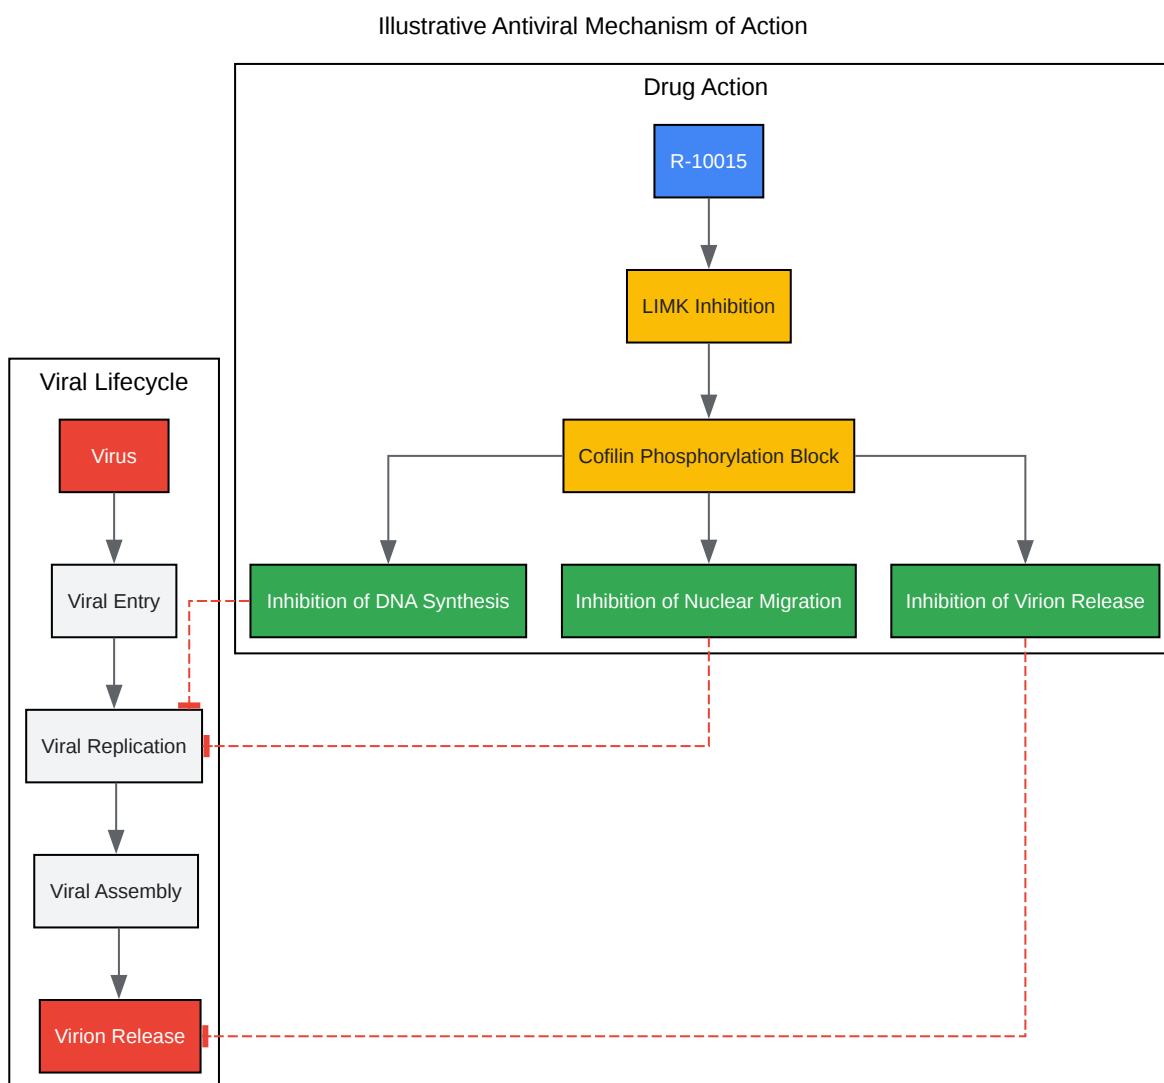 Illustrative Antiviral Mechanism of Action
Drug Action
R-10015
LIMK Inhibition
Viral Lifecycle
Virus
Cofilin Phosphorylation Block
Viral Entry
Inhibition of DNA Synthesis
Inhibition of Nuclear Migration
Inhibition of Virion Release
Viral Replication
Viral Assembly
Virion Release